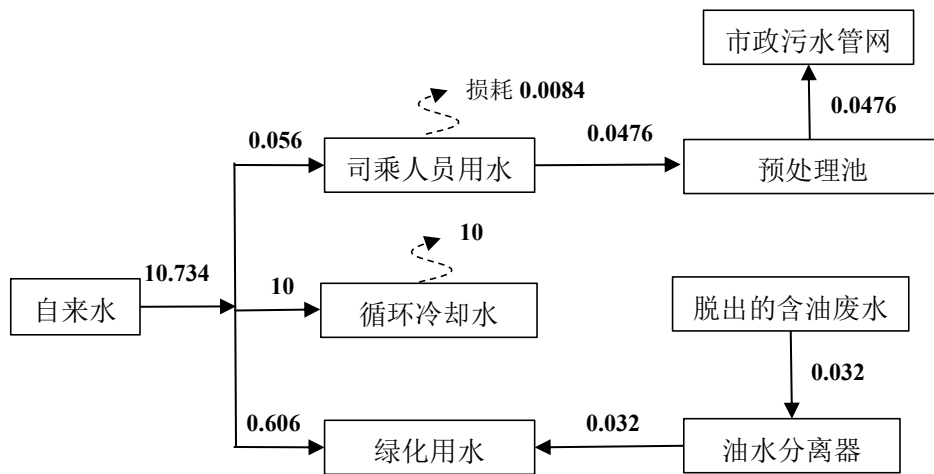 市政污水管网
损耗 0.0084
0.0476
0.056
0.0476
司乘人员用水
预处理池
10
10.734
10
自来水
循环冷却水
脱出的含油废水
0.032
0.606
0.032
绿化用水
油水分离器